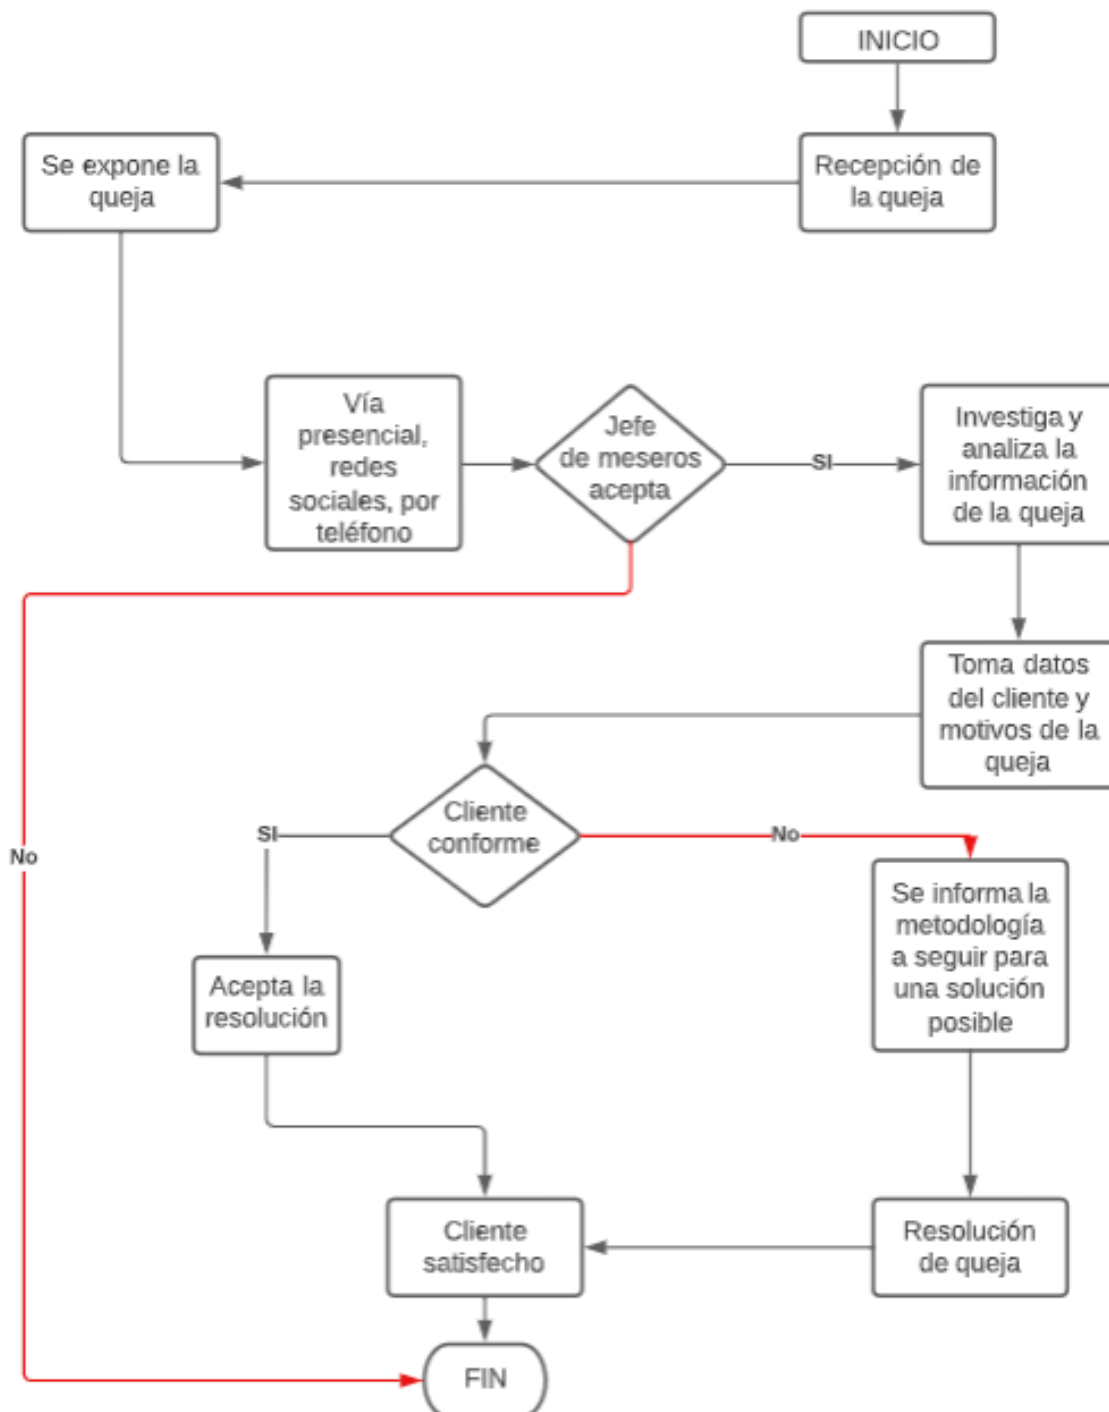 INICIO
Recepción de
la queja
Se expone la
queja
Vía
presencial,
redes
sociales, por
teléfono
Jefe
de meseros
acepta
SI
Investiga y
analiza la
información
de la queja
Toma datos
del cliente y
motivos de la
queja
Cliente
conforme
SI
No
No
Se informa la
metodología
a seguir para
una solución
posible
Acepta la
resolución
Cliente
satisfecho
Resolución
de queja
FIN